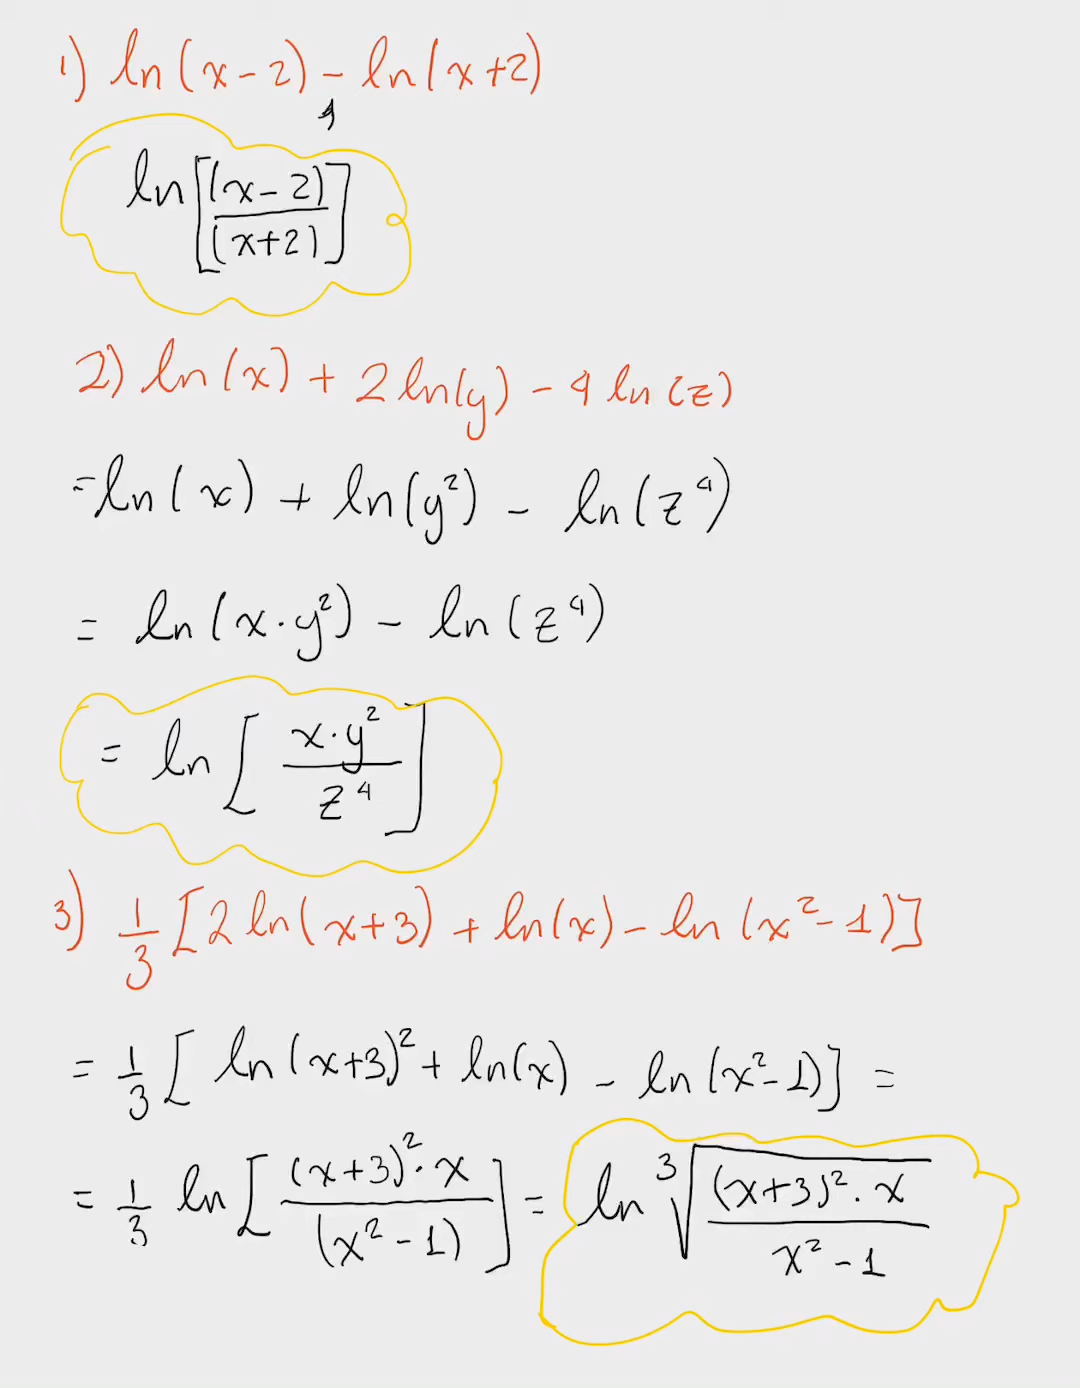 1) ln(x-2) - ln(x+2)
ln[(x-2)/(x+2)]
2) ln(x) + 2 ln(y) - 4 ln(z)
= ln(x) + ln(y²) - ln(z⁴)
= ln(x·y²) - ln(z⁴)
= ln[x·y²/z⁴]
3) 1/3 [2 ln(x+3) + ln(x) - ln(x²-1)]
= 1/3 [ln(x+3)² + ln(x) - ln(x²-1)] =
= 1/3 ln[(x+3)²·x/(x²-1)] = ln ∛((x+3)²·x/(x²-1))